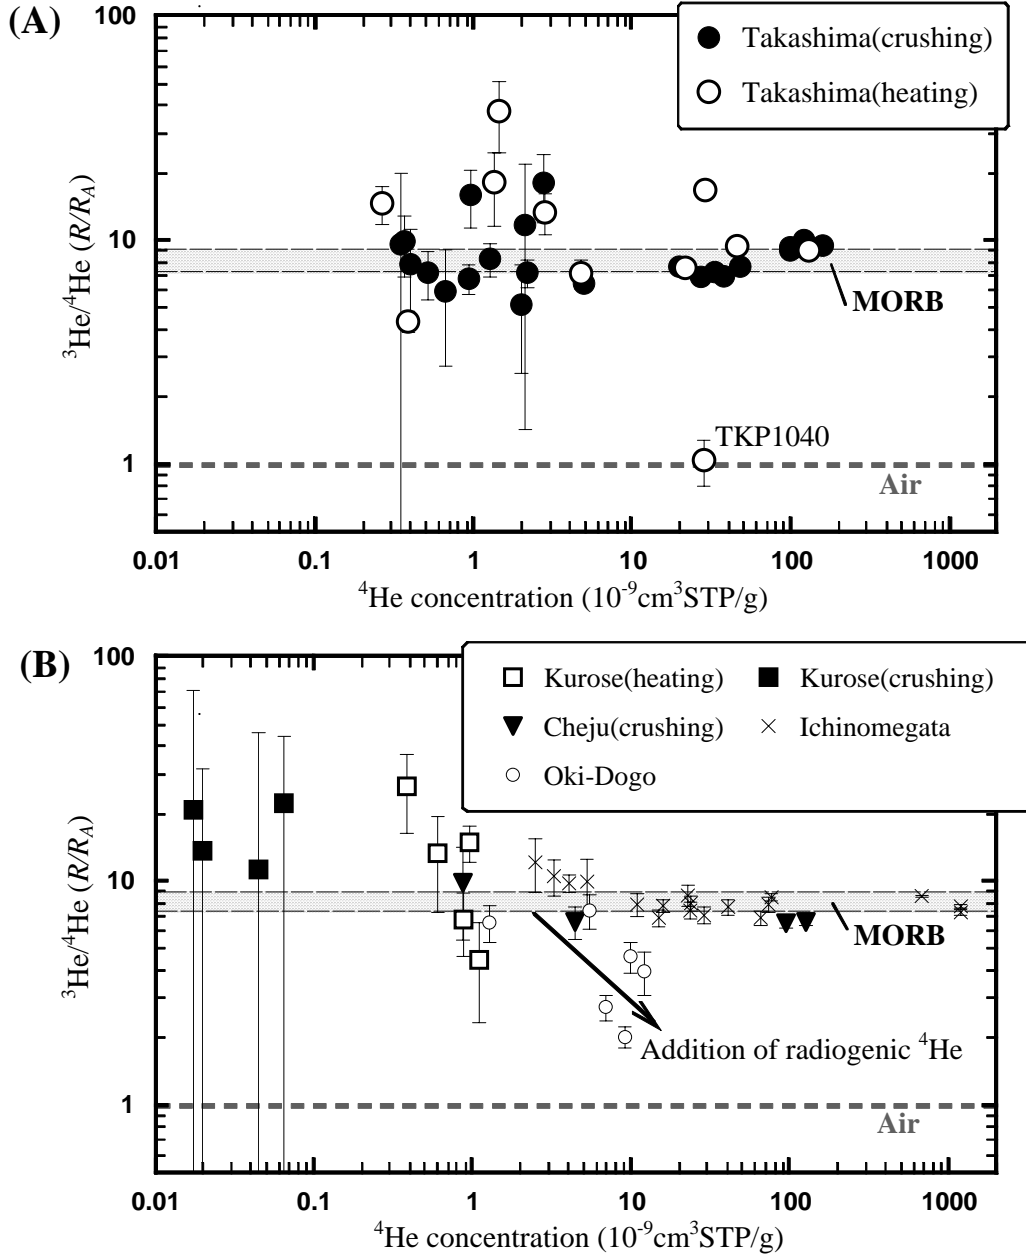 (A)
100
10
1
³He/⁴He (R/R_A)
Takashima(crushing)
Takashima(heating)
MORB
TKP1040
Air
0.01 0.1 1 10 100 1000
⁴He concentration (10⁻⁹cm³STP/g)
(B)
100
10
1
³He/⁴He (R/R_A)
Kurose(heating) Kurose(crushing)
Cheju(crushing) Ichinomegata
Oki-Dogo
MORB
Addition of radiogenic ⁴He
Air
0.01 0.1 1 10 100 1000
⁴He concentration (10⁻⁹cm³STP/g)